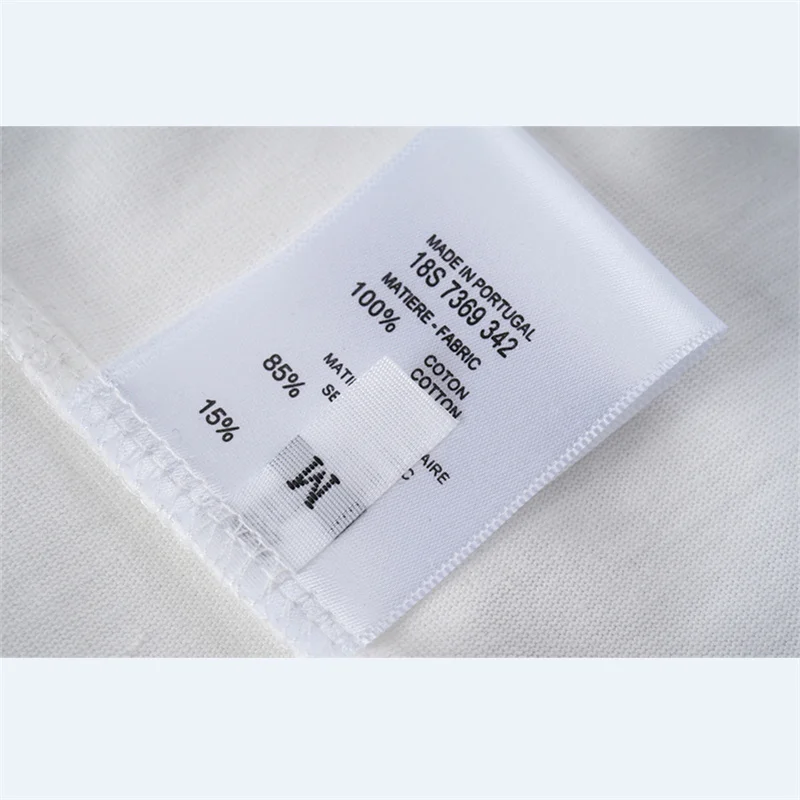 MADE IN PORTUGAL
18S 7369 342
MATIERE - FABRIC
100% COTON
COTTON
85%
15%
M